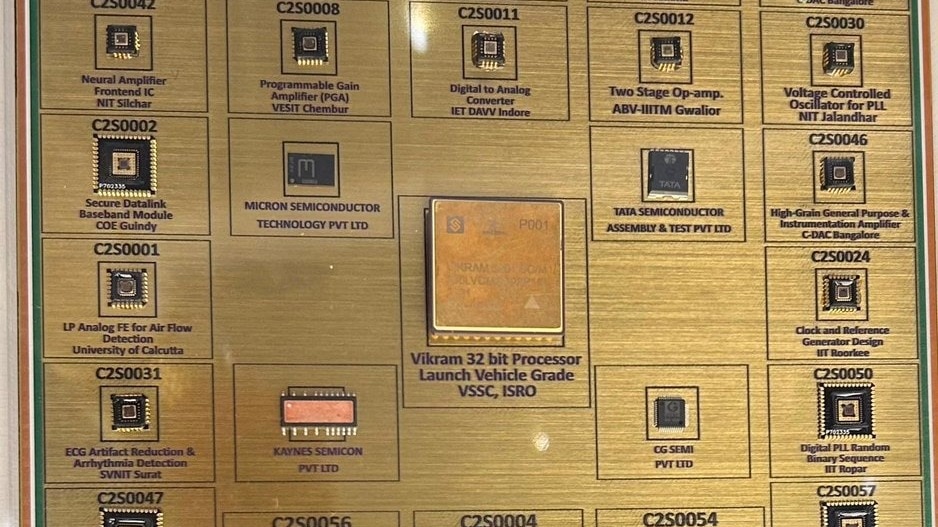 C2S0042
Neural Amplifier
Frontend IC
NIT Silchar
C2S0008
Programmable Gain
Amplifier (PGA)
VESIT Chembur
C2S0011
Digital to Analog
Converter
IET DAVV Indore
C2S0012
Two Stage Op-amp.
ABV-IIITM Gwalior
C-DAC Bangalore
C2S0030
Voltage Controlled
Oscillator for PLL
NIT Jalandhar
C2S0002
P702335
Secure Datalink
Baseband Module
COE Guindy
MICRON SEMICONDUCTOR
TECHNOLOGY PVT LTD
P001
Vikram 32 bit Processor
Launch Vehicle Grade
VSSC, ISRO
TATA
TATA SEMICONDUCTOR
ASSEMBLY & TEST PVT LTD
C2S0046
High-Grain General Purpose &
Instrumentation Amplifier
C-DAC Bangalore
C2S0001
LP Analog FE for Air Flow
Detection
University of Calcutta
C2S0024
Clock and Reference
Generator Design
IIT Roorkee
C2S0031
ECG Artifact Reduction &
Arrhythmia Detection
SVNIT Surat
KAYNES SEMICON
PVT LTD
CG SEMI
PVT LTD
C2S0050
P702335
Digital PLL Random
Binary Sequence
IIT Ropar
C2S0047
C2S0056
C2S0004
C2S0054
C2S0057